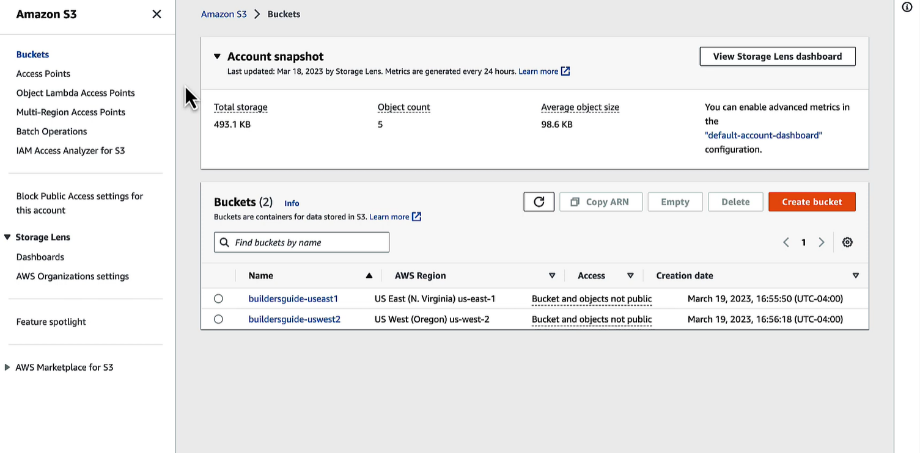 Amazon S3
Buckets
Access Points
Object Lambda Access Points
Multi-Region Access Points
Batch Operations
IAM Access Analyzer for S3
Block Public Access settings for
this account
Storage Lens
Dashboards
AWS Organizations settings
Feature spotlight
AWS Marketplace for S3
Amazon S3 > Buckets
Account snapshot
Last updated: Mar 18, 2023 by Storage Lens. Metrics are generated every 24 hours. Learn more
View Storage Lens dashboard
Total storage
493.1 KB
Object count
5
Average object size
98.6 KB
You can enable advanced metrics in
the
"default-account-dashboard"
configuration.
Buckets (2) Info
Buckets are containers for data stored in S3. Learn more
Copy ARN Empty Delete Create bucket
Find buckets by name
1
Name AWS Region Access Creation date
buildersguide-useast1 US East (N. Virginia) us-east-1 Bucket and objects not public March 19, 2023, 16:55:50 (UTC-04:00)
buildersguide-uswest2 US West (Oregon) us-west-2 Bucket and objects not public March 19, 2023, 16:56:18 (UTC-04:00)